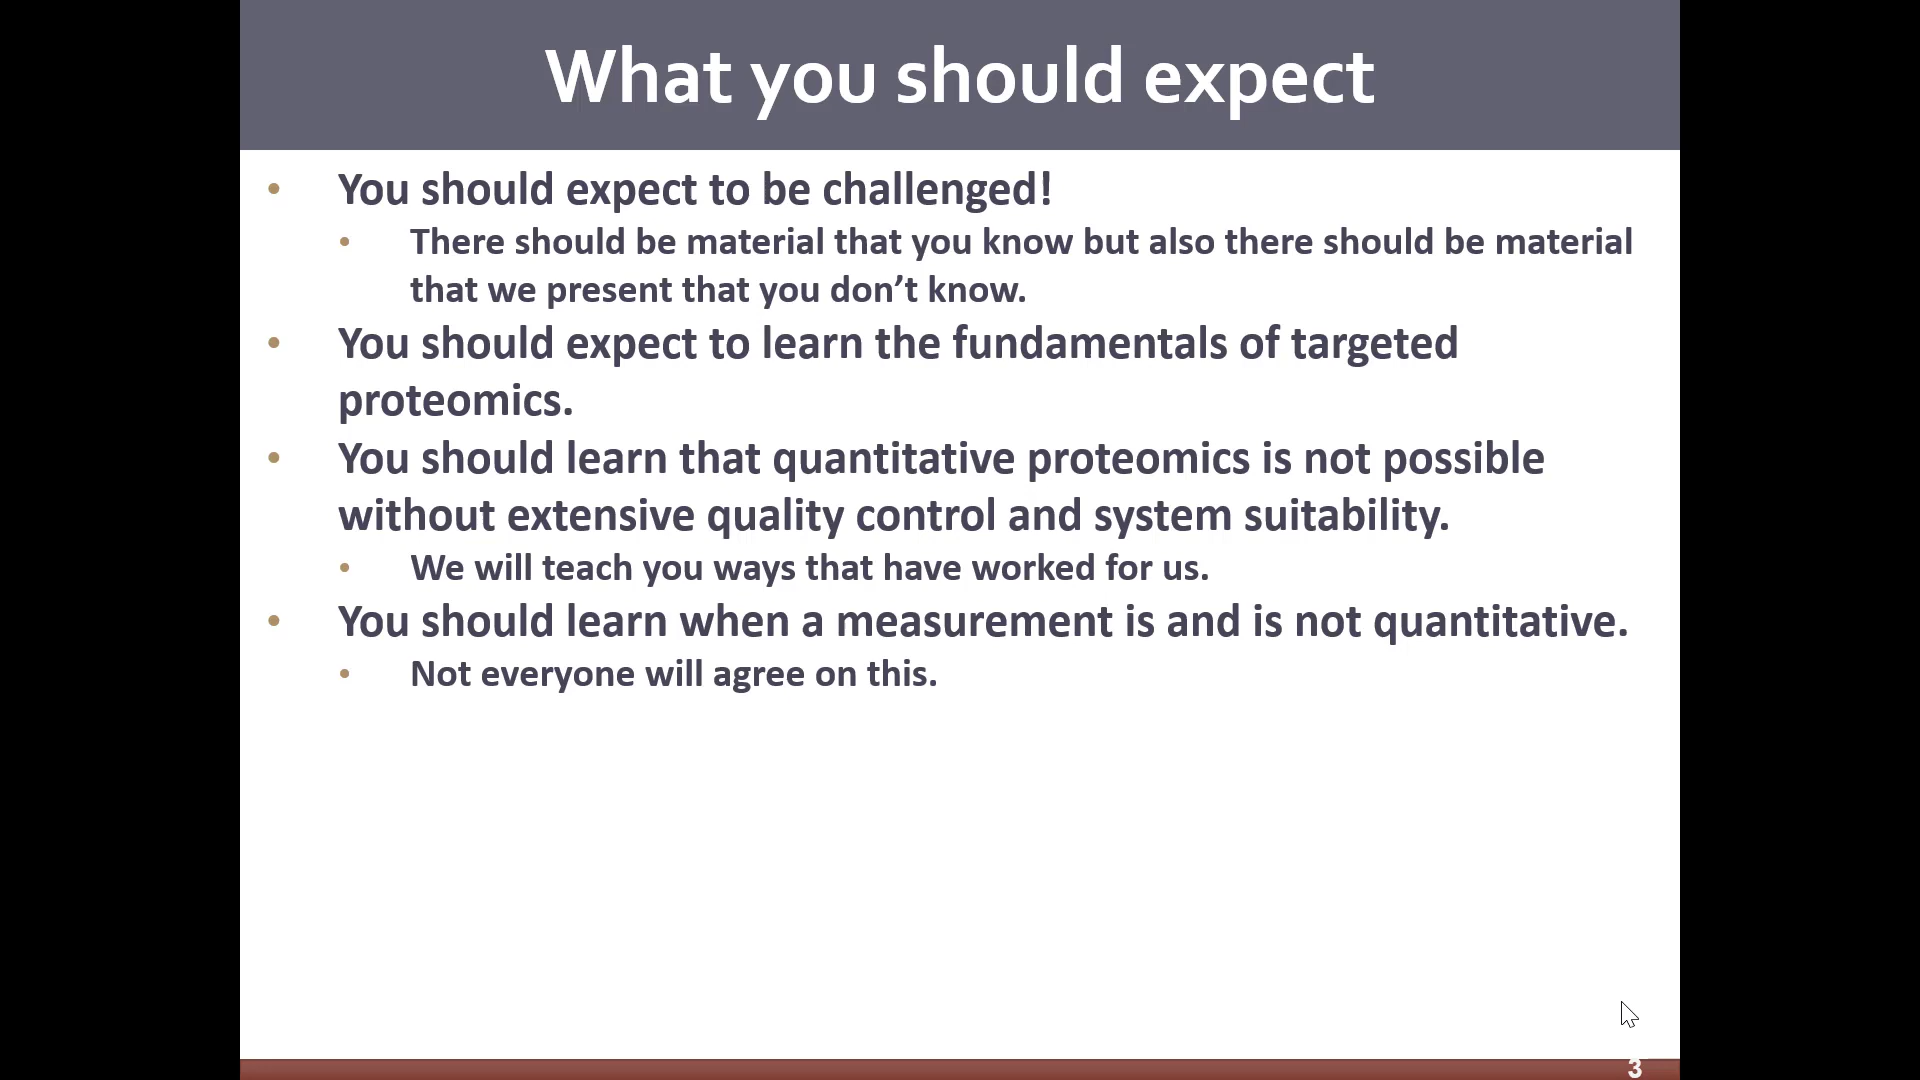 What you should expect
• You should expect to be challenged!
• There should be material that you know but also there should be material
that we present that you don’t know.
• You should expect to learn the fundamentals of targeted
proteomics.
• You should learn that quantitative proteomics is not possible
without extensive quality control and system suitability.
• We will teach you ways that have worked for us.
• You should learn when a measurement is and is not quantitative.
• Not everyone will agree on this.
3